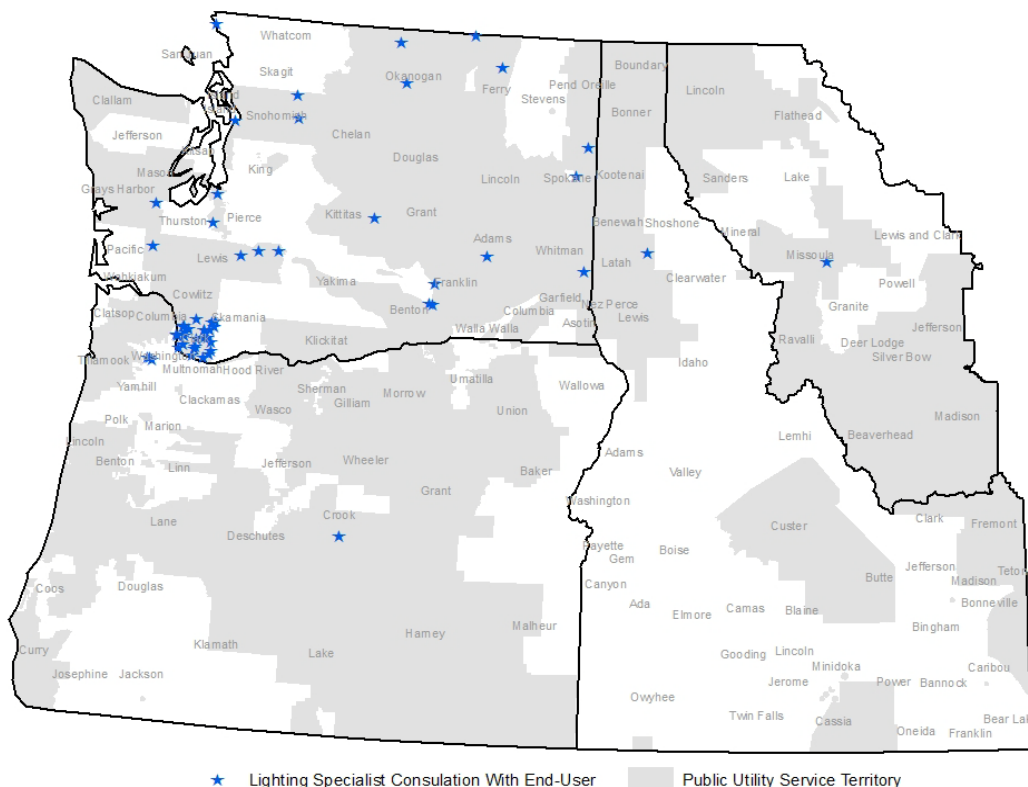 Whatcom
Boundary
Skagit
Okanogan
Ferry
Pend Oreille
Lincoln
Stevens
Bonner
Flathead
Clallam
Snohomish
Jefferson
Chelan
Douglas
King
Lincoln
Spokane
Kootenai
Sanders
Lake
Grays Harbor
Thurston
Pierce
Kittitas
Grant
Benewah
Shoshone
Mineral
Lewis and Clark
Pacific
Lewis
Adams
Whitman
Latah
Missoula
Wahkiakum
Yakima
Franklin
Clearwater
Powell
Cowlitz
Garfield
Nez Perce
Granite
Clatsop
Columbia
Skamania
Benton
Columbia
Asotin
Lewis
Jefferson
Klickitat
Walla Walla
Ravalli
Deer Lodge
Silver Bow
Tillamook
Washington
Multnomah
Hood River
Idaho
Yamhill
Clackamas
Sherman
Gilliam
Morrow
Umatilla
Wallowa
Polk
Marion
Wasco
Union
Madison
Lincoln
Beaverhead
Lemhi
Benton
Linn
Jefferson
Wheeler
Baker
Adams
Valley
Grant
Washington
Lane
Crook
Deschutes
Custer
Clark
Fremont
Payette
Gem
Boise
Jefferson
Teton
Coos
Douglas
Canyon
Butte
Madison
Ada
Elmore
Camas
Blaine
Bonneville
Malheur
Harney
Bingham
Curry
Klamath
Lake
Gooding
Lincoln
Minidoka
Caribou
Josephine
Jackson
Jerome
Power
Bannock
Owyhee
Twin Falls
Cassia
Oneida
Franklin
Bear Lak
Lighting Specialist Consulation With End-User
Public Utility Service Territory